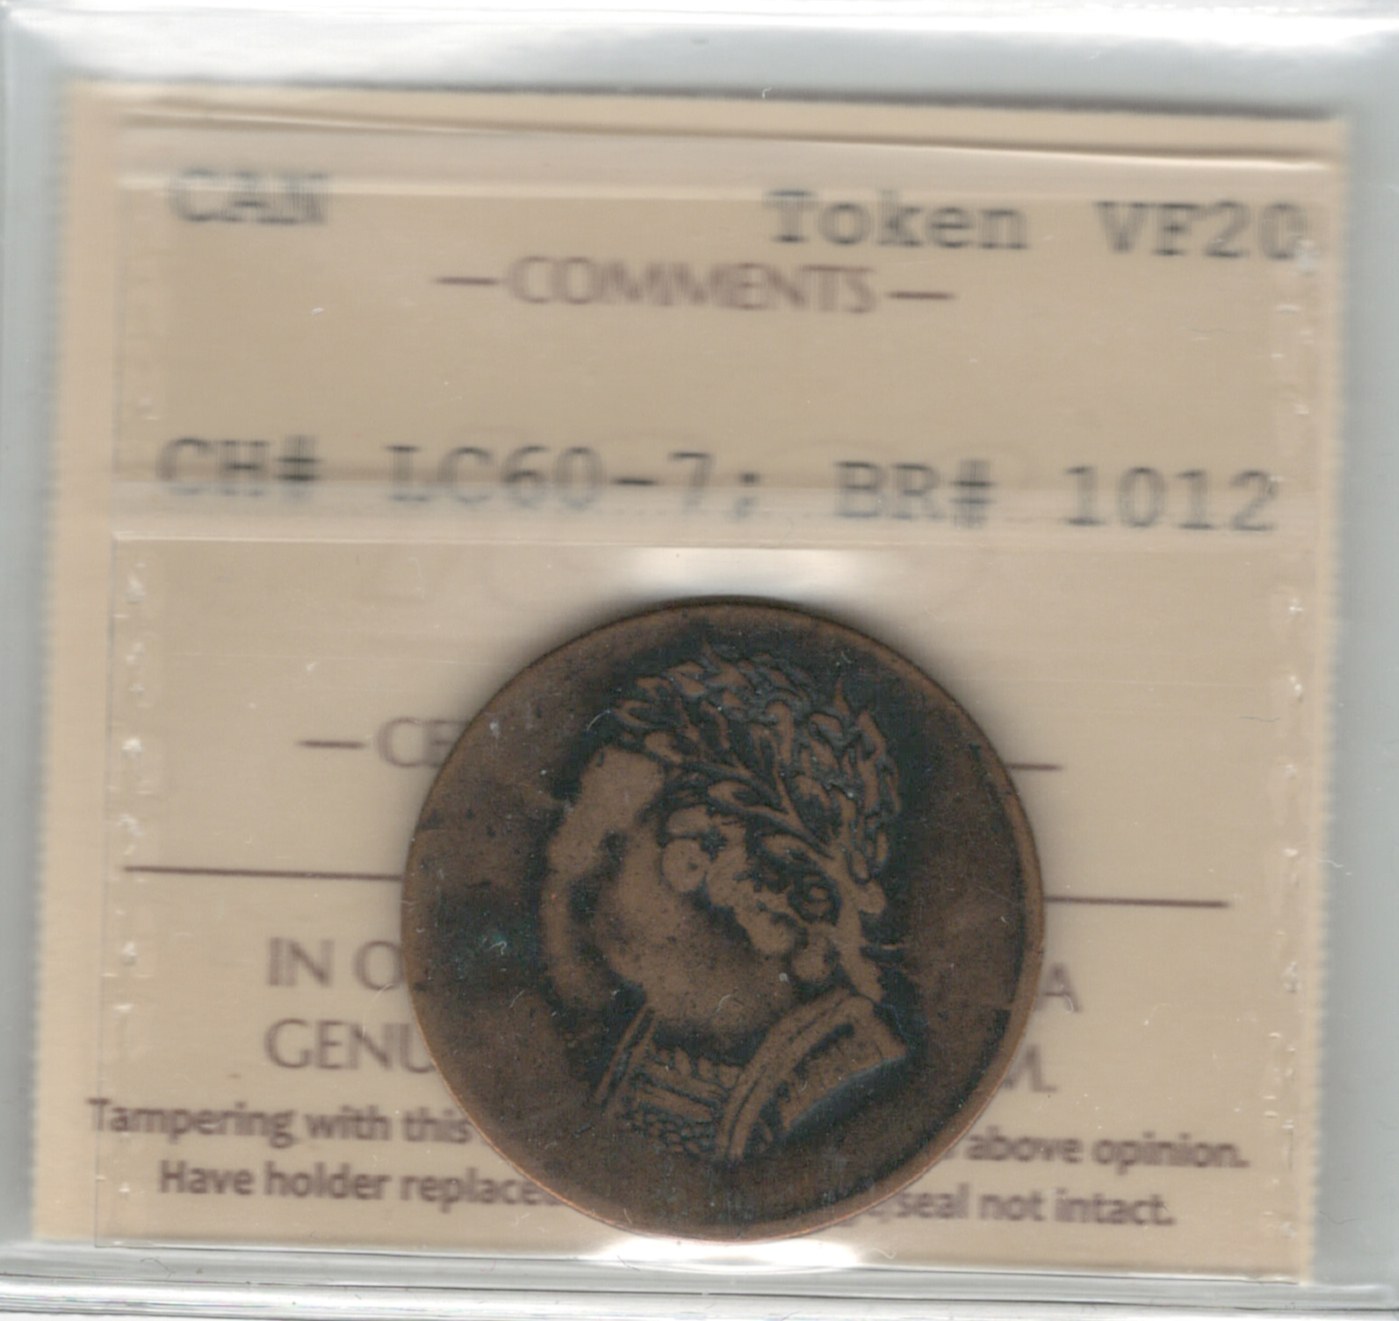 CAN Token VF20
—COMMENTS—
CH# LC60-7; BR# 1012
IN A
GENU M.
Tampering with this above opinion.
Have holder replaced seal not intact.